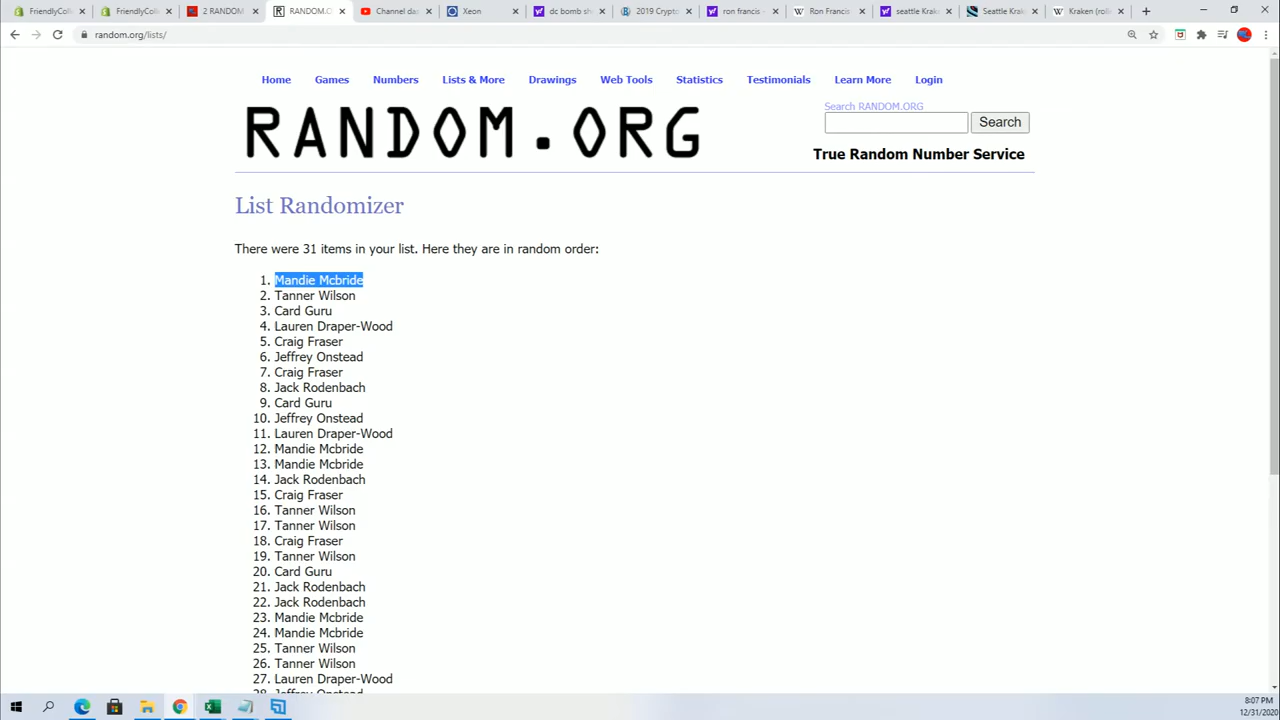 FriendlyColl
FriendlyColl
2 RANDOM
RANDOM.O
Channel das
Xeon
dc bomb sh
2019 Crypto
ron francis
Ron Francis
seattle Krak
Seattle Krak
Kraken (roll
random.org/lists/
Home Games Numbers Lists & More Drawings Web Tools Statistics Testimonials Learn More Login
Search RANDOM.ORG
RANDOM.ORG
Search
True Random Number Service
List Randomizer
There were 31 items in your list. Here they are in random order:
1. Mandie Mcbride
2. Tanner Wilson
3. Card Guru
4. Lauren Draper-Wood
5. Craig Fraser
6. Jeffrey Onstead
7. Craig Fraser
8. Jack Rodenbach
9. Card Guru
10. Jeffrey Onstead
11. Lauren Draper-Wood
12. Mandie Mcbride
13. Mandie Mcbride
14. Jack Rodenbach
15. Craig Fraser
16. Tanner Wilson
17. Tanner Wilson
18. Craig Fraser
19. Tanner Wilson
20. Card Guru
21. Jack Rodenbach
22. Jack Rodenbach
23. Mandie Mcbride
24. Mandie Mcbride
25. Tanner Wilson
26. Tanner Wilson
27. Lauren Draper-Wood
28. Jeffrey Onstead
8:07 PM
12/31/2020